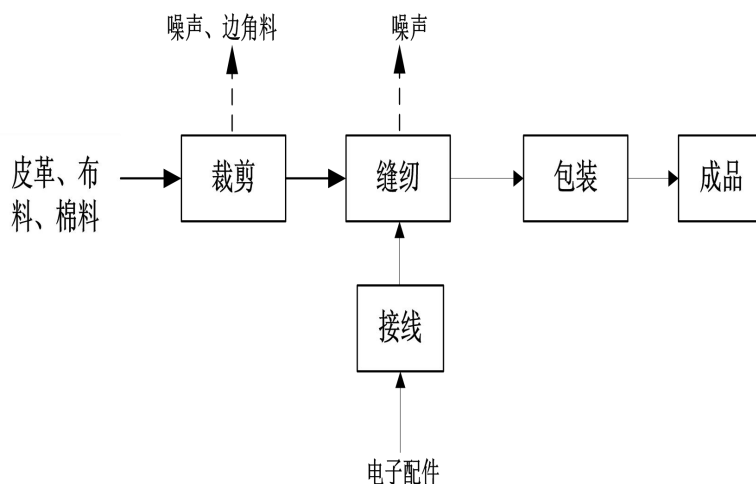 噪声、边角料
噪声
皮革、布
料、棉料
裁剪
缝纫
包装
成品
接线
电子配件